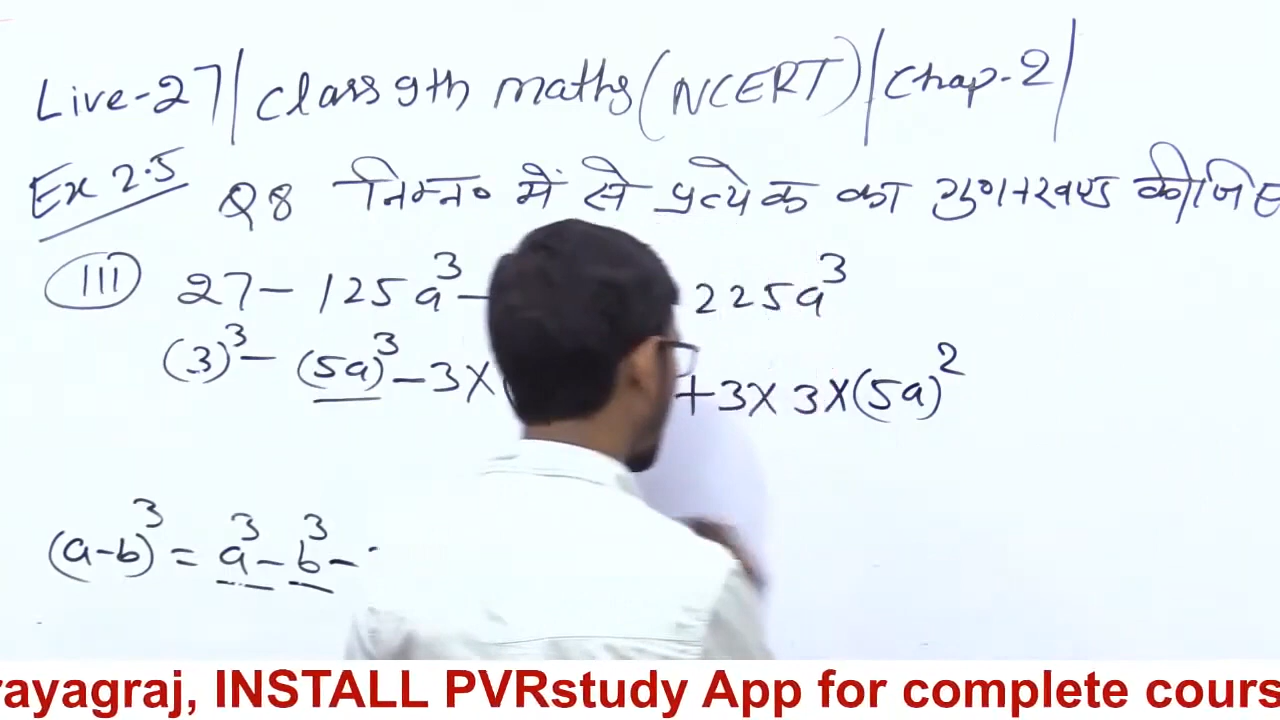 Live-27 | Class 9th maths (NCERT) | Chap-2 |
Ex 2.5 Q8 निम्न० में से प्रत्येक का गुणनखण्ड कीजिए
III 27 - 125a³ - 225a³
(3)³ - (5a)³ - 3× + 3×3×(5a)²
(a-b)³ = a³ - b³ -
rayagraj, INSTALL PVRstudy App for complete cours